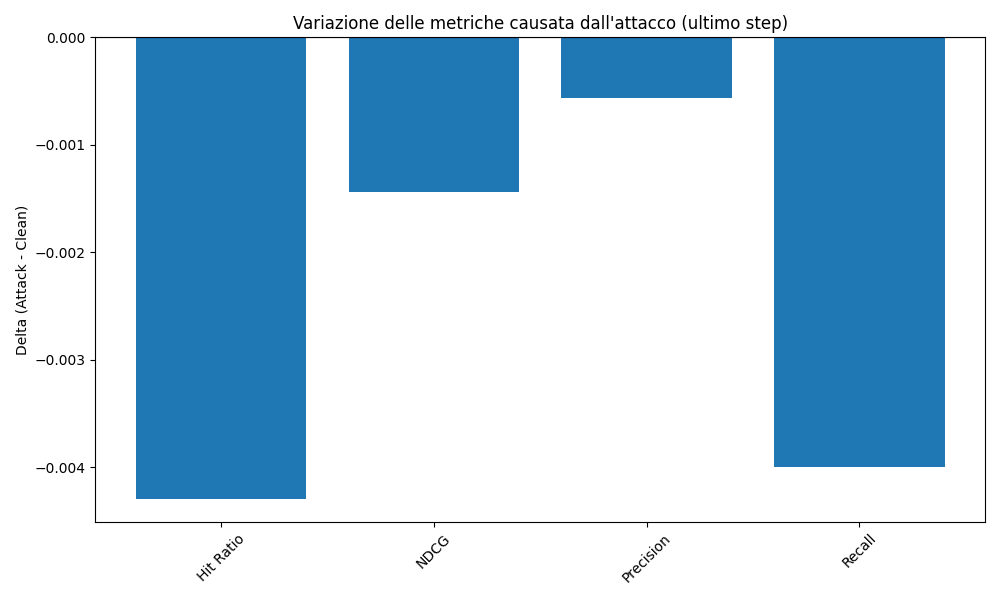 Variazione delle metriche causata dall'attacco (ultimo step)
Delta (Attack - Clean)
0.000
−0.001
−0.002
−0.003
−0.004
Hit Ratio
NDCG
Precision
Recall